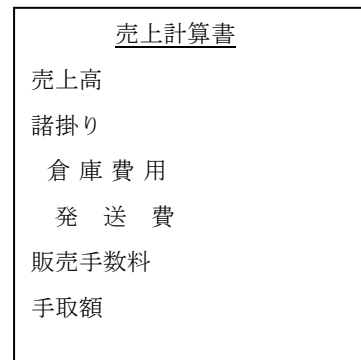 売上計算書
売上高
諸掛り
倉庫費用
発送費
販売手数料
手取額